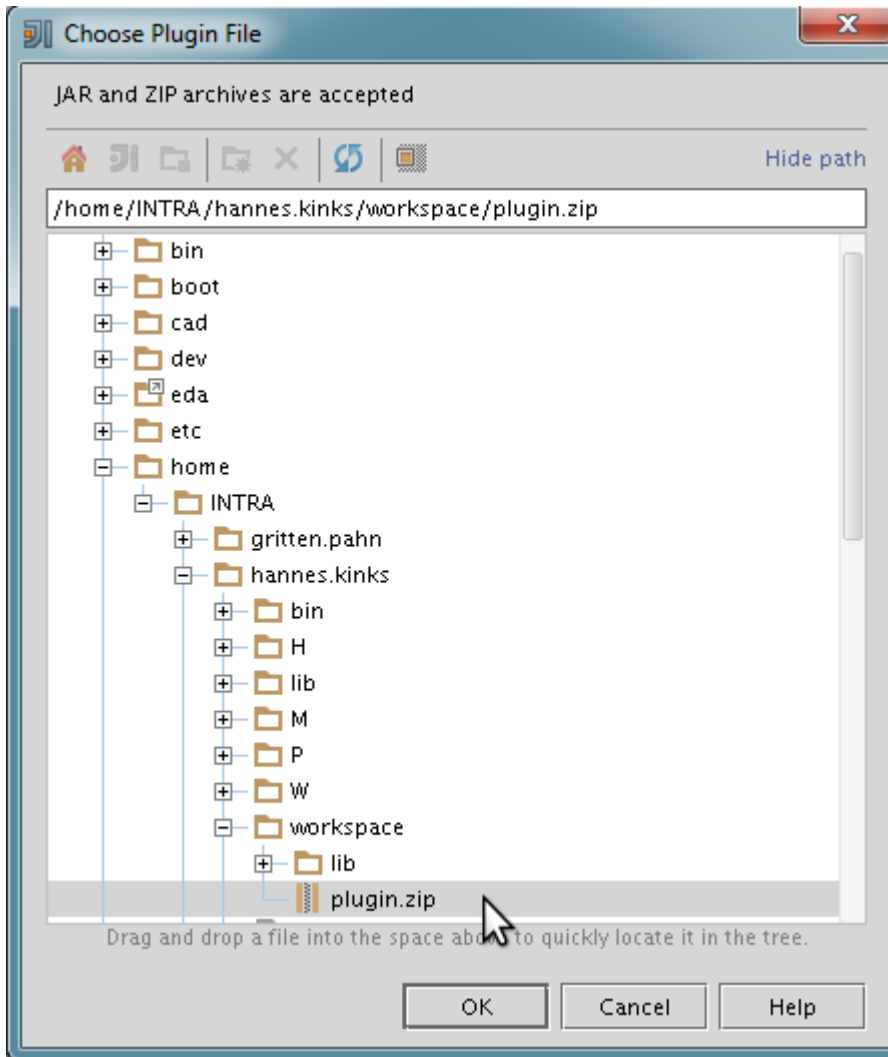 Choose Plugin File
JAR and ZIP archives are accepted
Hide path
/home/INTRA/hannes.kinks/workspace/plugin.zip
bin
boot
cad
dev
eda
etc
home
INTRA
gritten.pahn
hannes.kinks
bin
H
lib
M
P
W
workspace
lib
plugin.zip
Drag and drop a file into the space above to quickly locate it in the tree.
OK Cancel Help